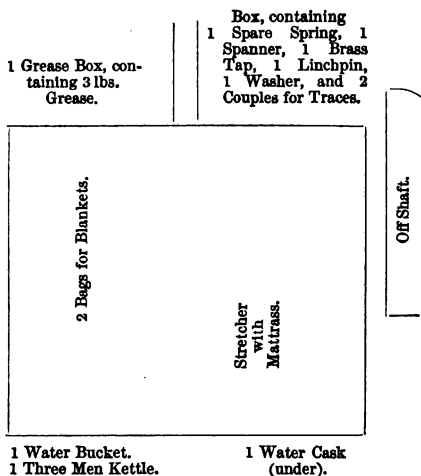 1 Grease Box, con-
taining 3 lbs.
Grease.
Box, containing
1 Spare Spring, 1
Spanner, 1 Brass
Tap, 1 Linchpin,
1 Washer, and 2
Couples for Traces.
2 Bags for Blankets.
Stretcher
with
Mattrass.
Off Shaft.
1 Water Bucket.
1 Three Men Kettle.
1 Water Cask
(under).